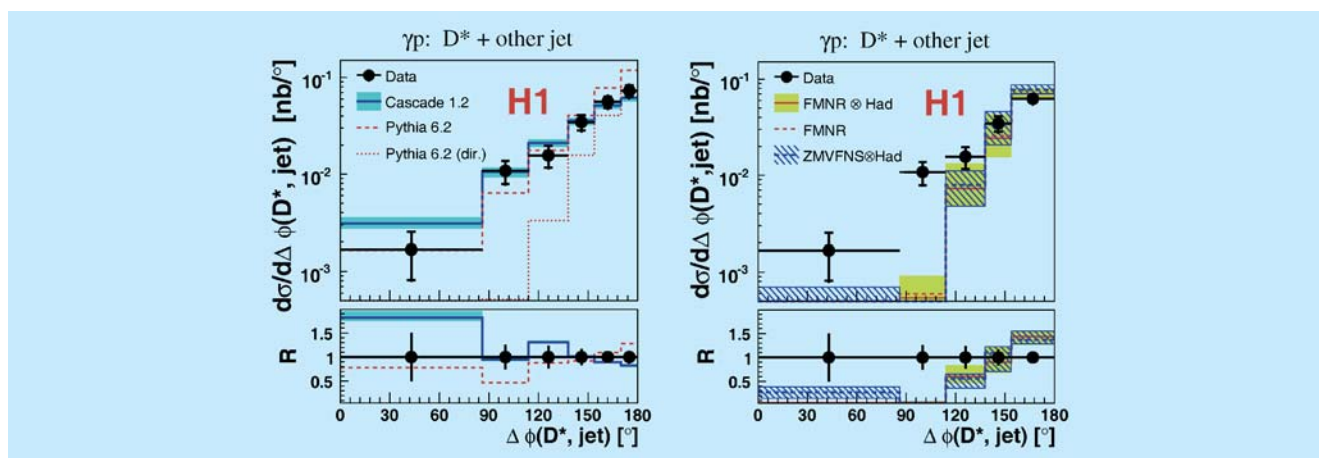 γp: D* + other jet
dσ/dΔ ϕ(D*, jet) [nb/°]
10⁻¹
10⁻²
10⁻³
Data
Cascade 1.2
Pythia 6.2
Pythia 6.2 (dir.)
H1
R
1.5
1
0.5
0 30 60 90 120 150 180
Δ ϕ(D*, jet) [°]
γp: D* + other jet
dσ/dΔ ϕ(D*,jet) [nb/°]
10⁻¹
10⁻²
10⁻³
Data
FMNR ⊗ Had
FMNR
ZMVFNS⊗Had
H1
R
1.5
1
0.5
0 30 60 90 120 150 180
Δ ϕ(D*, jet) [°]